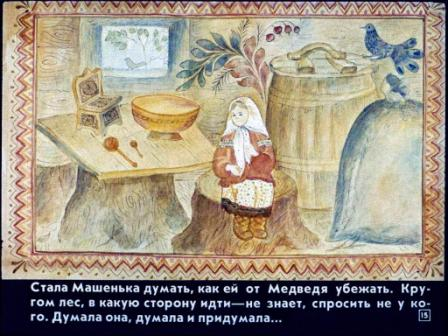 Стала Машенька думать, как ей от Медведя убежать. Кру-
гом лес, в какую сторону идти—не знает, спросить не у ко-
го. Думала она, думала и придумала...
15